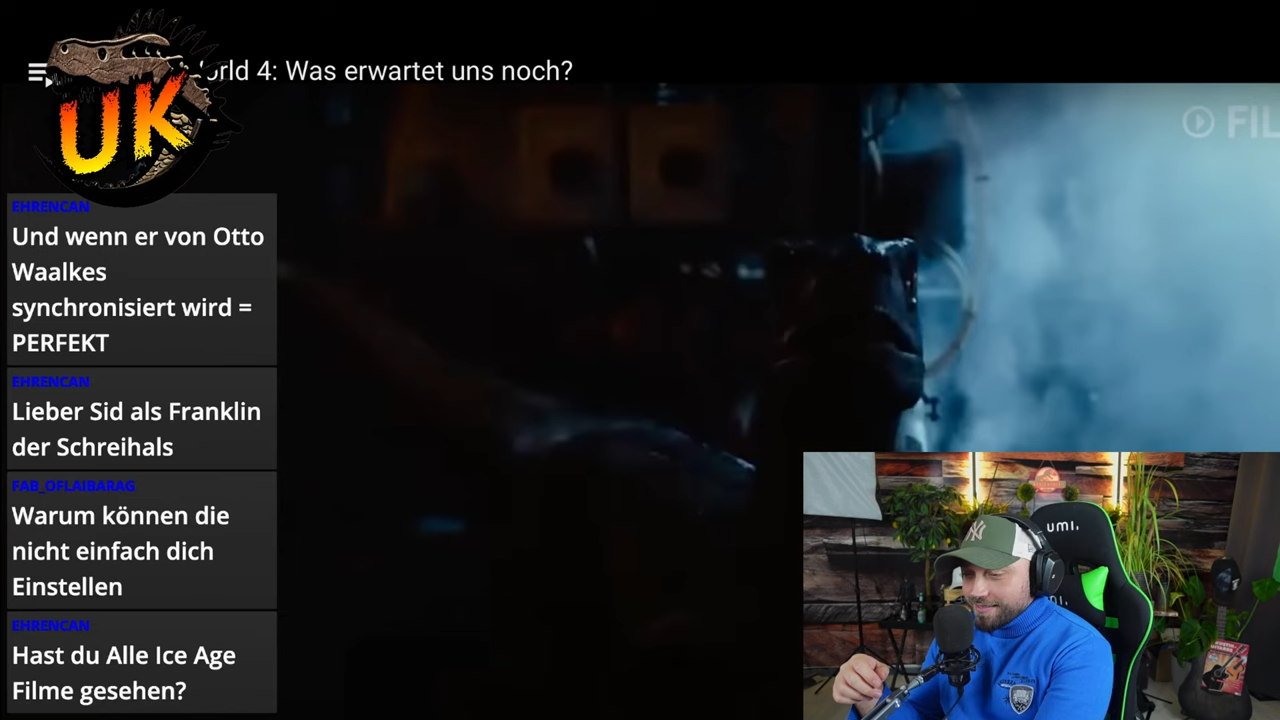 UK
orld 4: Was erwartet uns noch?
FIL
EHRENCAN
Und wenn er von Otto
Waalkes
synchronisiert wird =
PERFEKT
EHRENCAN
Lieber Sid als Franklin
der Schreihals
FAB_OFLAIBARAG
Warum können die
nicht einfach dich
Einstellen
EHRENCAN
Hast du Alle Ice Age
Filme gesehen?
umi.